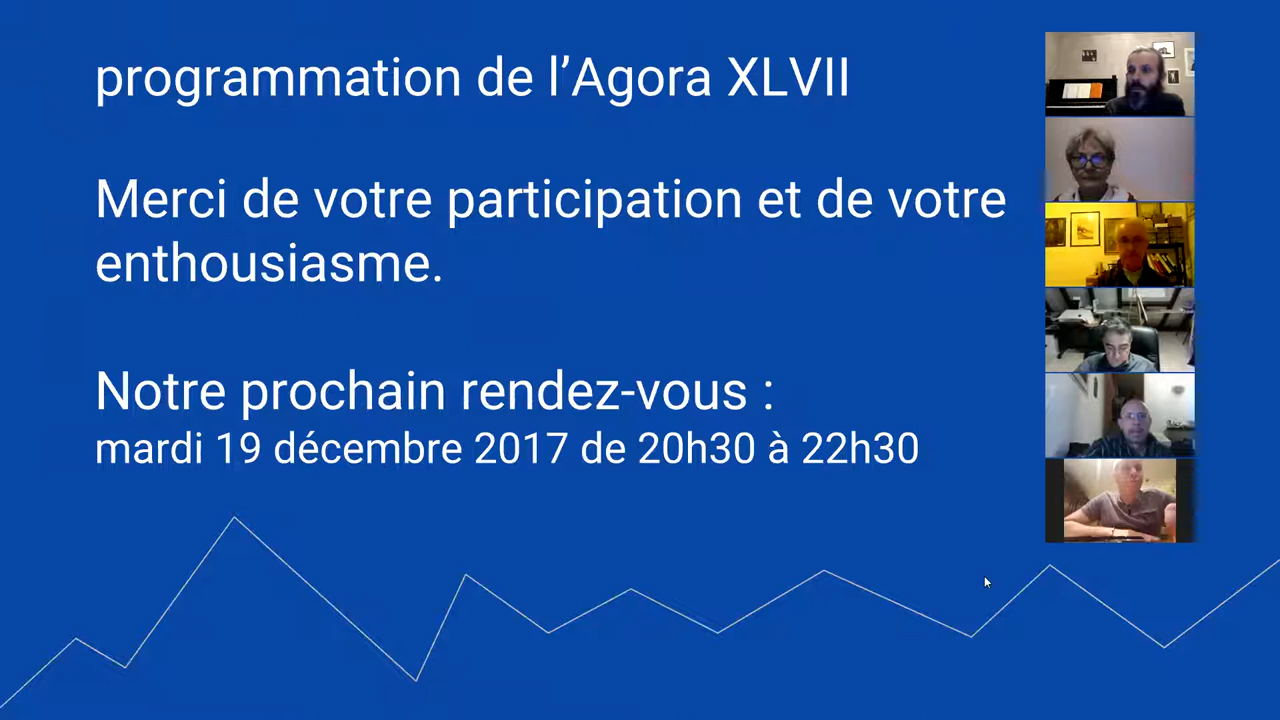 programmation de l’Agora XLVII
Merci de votre participation et de votre
enthousiasme.
Notre prochain rendez-vous :
mardi 19 décembre 2017 de 20h30 à 22h30